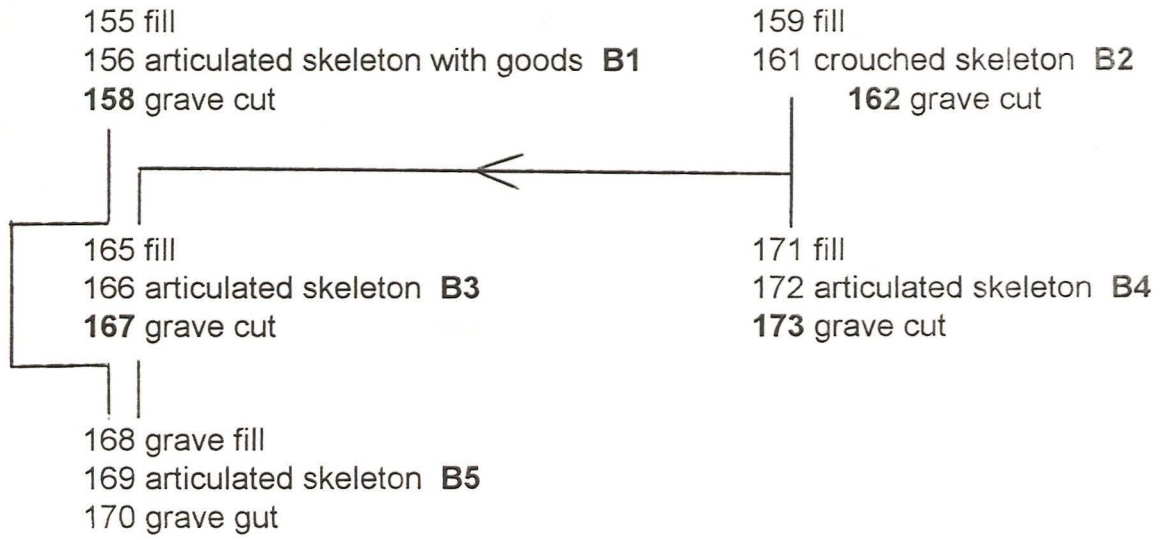 155 fill
156 articulated skeleton with goods B1
158 grave cut
159 fill
161 crouched skeleton B2
162 grave cut
165 fill
166 articulated skeleton B3
167 grave cut
171 fill
172 articulated skeleton B4
173 grave cut
168 grave fill
169 articulated skeleton B5
170 grave gut